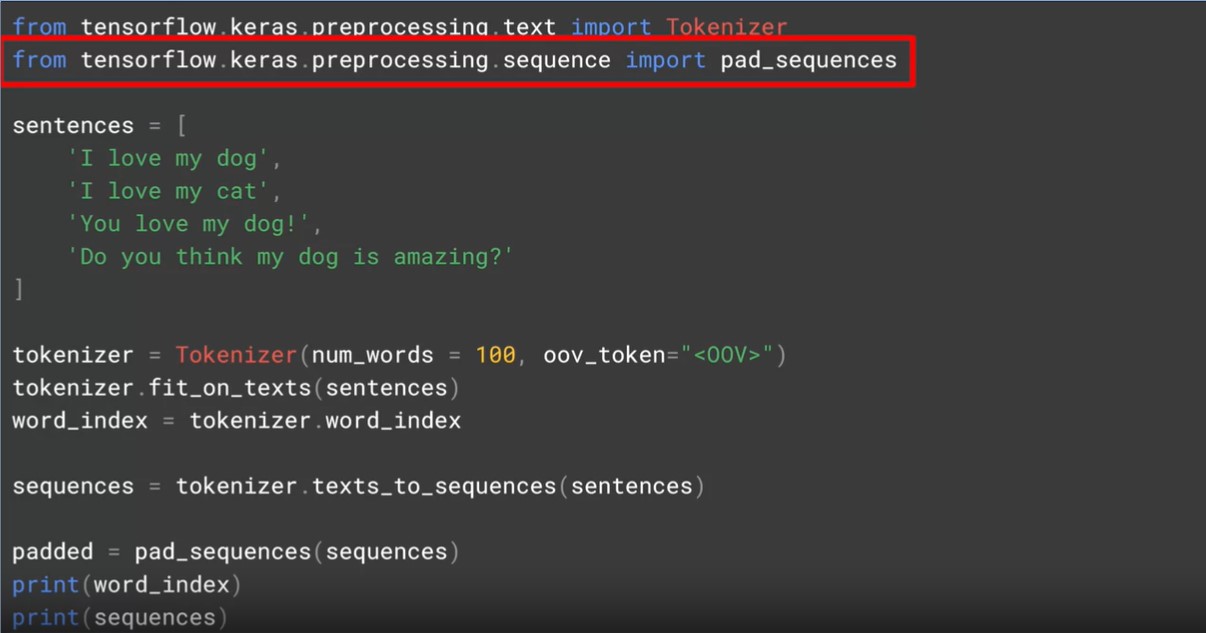 from tensorflow.keras.preprocessing.text import Tokenizer
from tensorflow.keras.preprocessing.sequence import pad_sequences
sentences = [
    'I love my dog',
    'I love my cat',
    'You love my dog!',
    'Do you think my dog is amazing?'
]
tokenizer = Tokenizer(num_words = 100, oov_token="<OOV>")
tokenizer.fit_on_texts(sentences)
word_index = tokenizer.word_index
sequences = tokenizer.texts_to_sequences(sentences)
padded = pad_sequences(sequences)
print(word_index)
print(sequences)